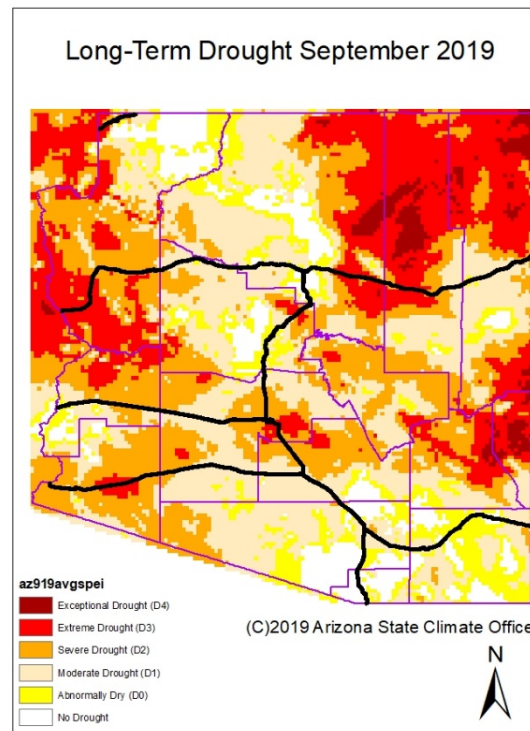 Long-Term Drought September 2019
az919avgspei
Exceptional Drought (D4)
Extreme Drought (D3)
Severe Drought (D2)
Moderate Drought (D1)
Abnormally Dry (D0)
No Drought
(C)2019 Arizona State Climate Office
N